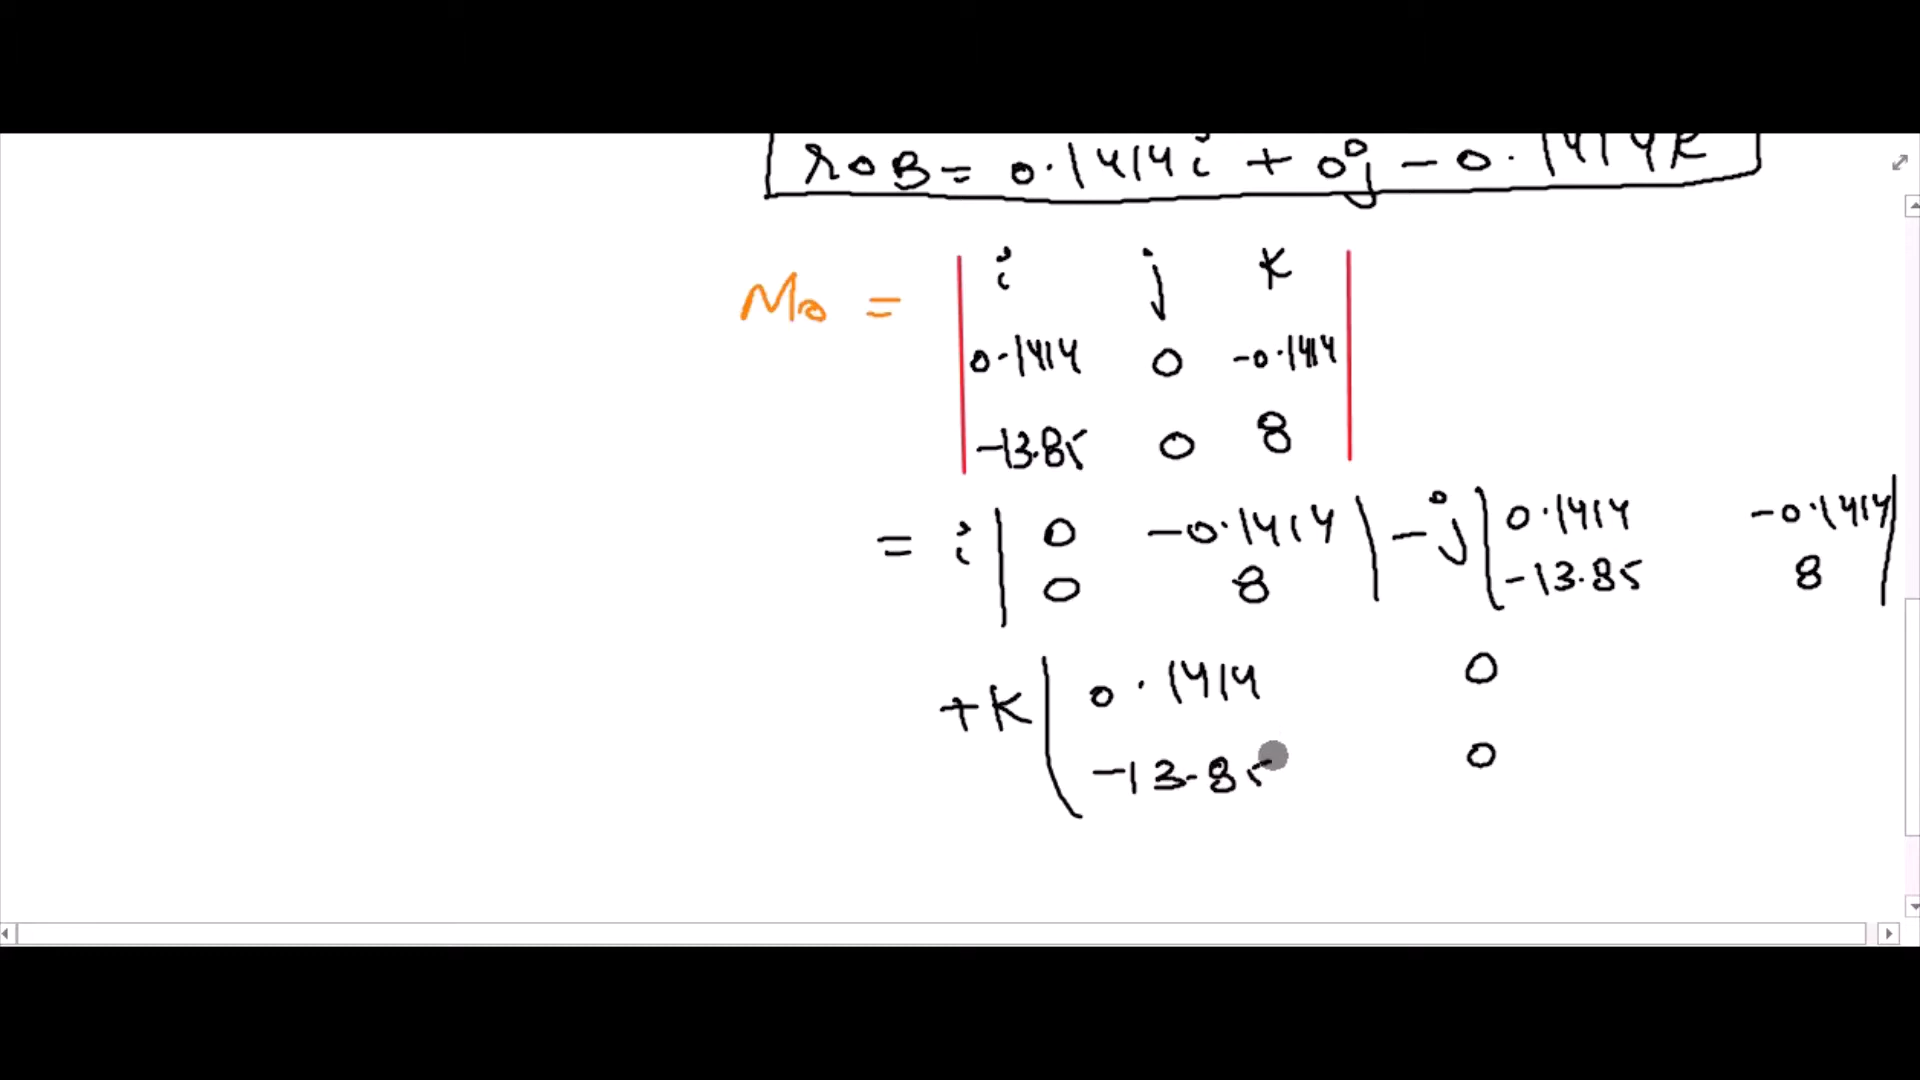 roB = 0.1414i + 0j - 0.1414k
Mo =
i j k
0.1414 0 -0.1414
-13.85 0 8
= i | 0 -0.1414 | - j | 0.1414 -0.1414 |
0 8 -13.85 8
+ k | 0.1414 0
-13.85 0